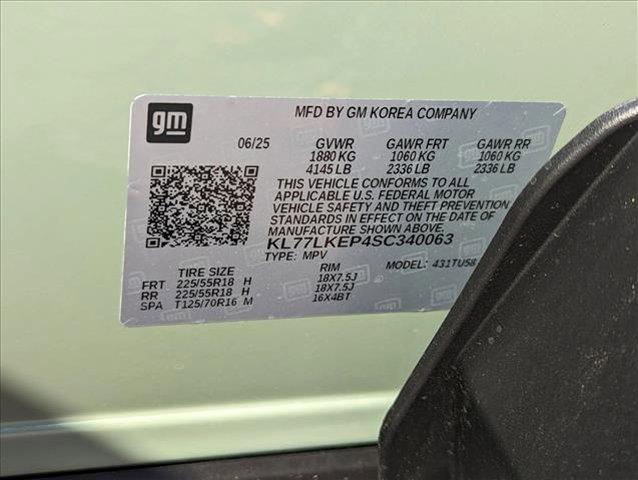 gm
MFD BY GM KOREA COMPANY
06/25 GVWR GAWR FRT GAWR RR
1880 KG 1060 KG 1060 KG
4145 LB 2336 LB 2336 LB
THIS VEHICLE CONFORMS TO ALL
APPLICABLE U.S. FEDERAL MOTOR
VEHICLE SAFETY AND THEFT PREVENTION
STANDARDS IN EFFECT ON THE DATE OF
MANUFACTURE SHOWN ABOVE.
KL77LKEP4SC340063
TYPE: MPV MODEL: 431TU58
TIRE SIZE RIM
FRT 225/55R18 H 18X7.5J
RR 225/55R18 H 18X7.5J
SPA T125/70R16 M 16X4BT